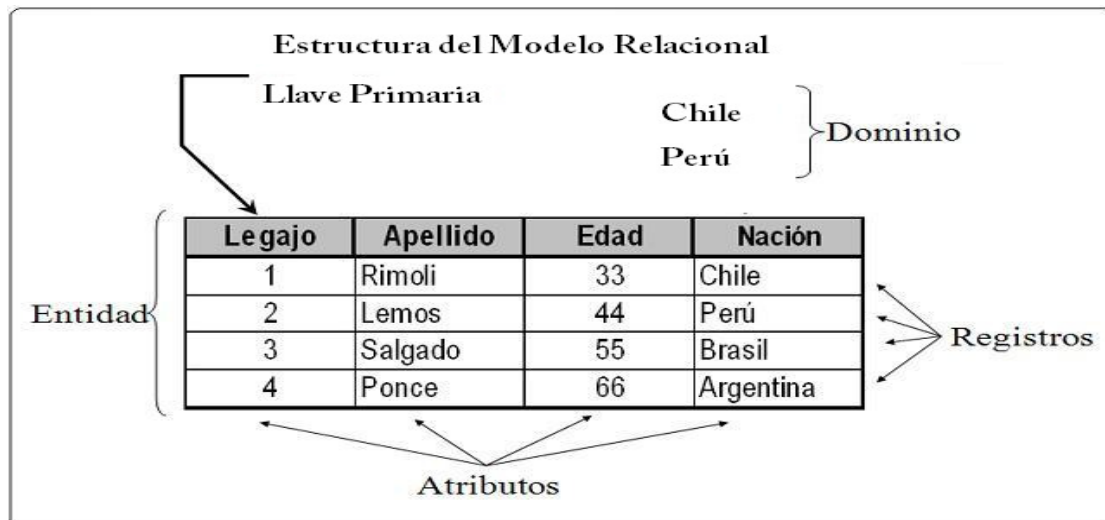 Estructura del Modelo Relacional
Llave Primaria
Chile
Perú
Dominio
Legajo Apellido Edad Nación
1 Rimoli 33 Chile
2 Lemos 44 Perú
3 Salgado 55 Brasil
4 Ponce 66 Argentina
Entidad
Registros
Atributos